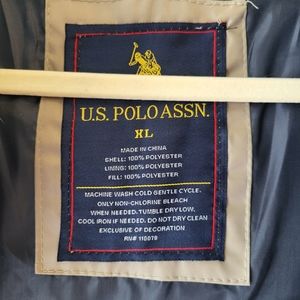 U.S. POLO ASSN.
XL
MADE IN CHINA
SHELL: 100% POLYESTER
LINING: 100% POLYESTER
FILL: 100% POLYESTER
MACHINE WASH COLD GENTLE CYCLE.
ONLY NON-CHLORINE BLEACH
WHEN NEEDED. TUMBLE DRY LOW.
COOL IRON IF NEEDED. DO NOT DRY CLEAN
EXCLUSIVE OF DECORATION
RN# 115079